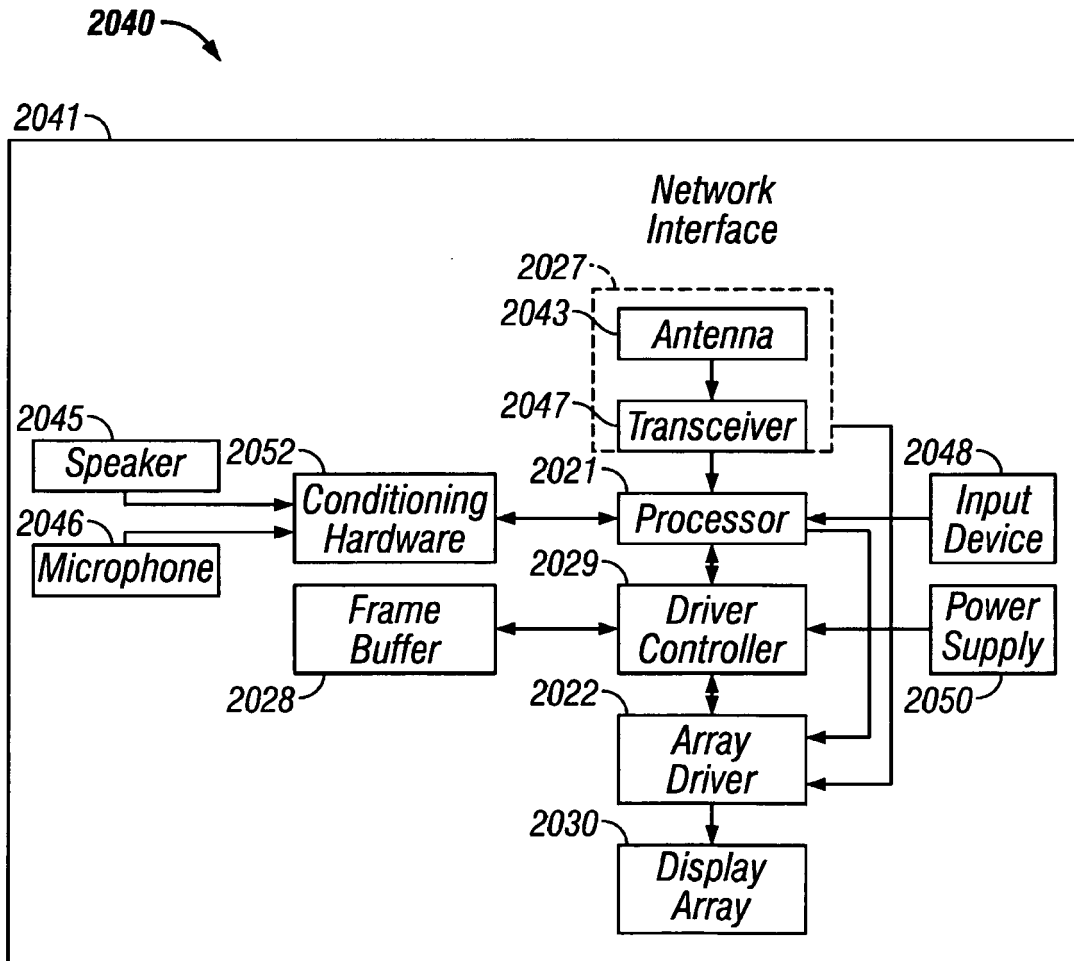 2040
2041
Network
Interface
2027
2043
Antenna
2047
Transceiver
2045
Speaker
2046
Microphone
2052
Conditioning
Hardware
2021
Processor
2048
Input
Device
2029
Driver
Controller
Frame
Buffer
2028
Power
Supply
2050
2022
Array
Driver
2030
Display
Array